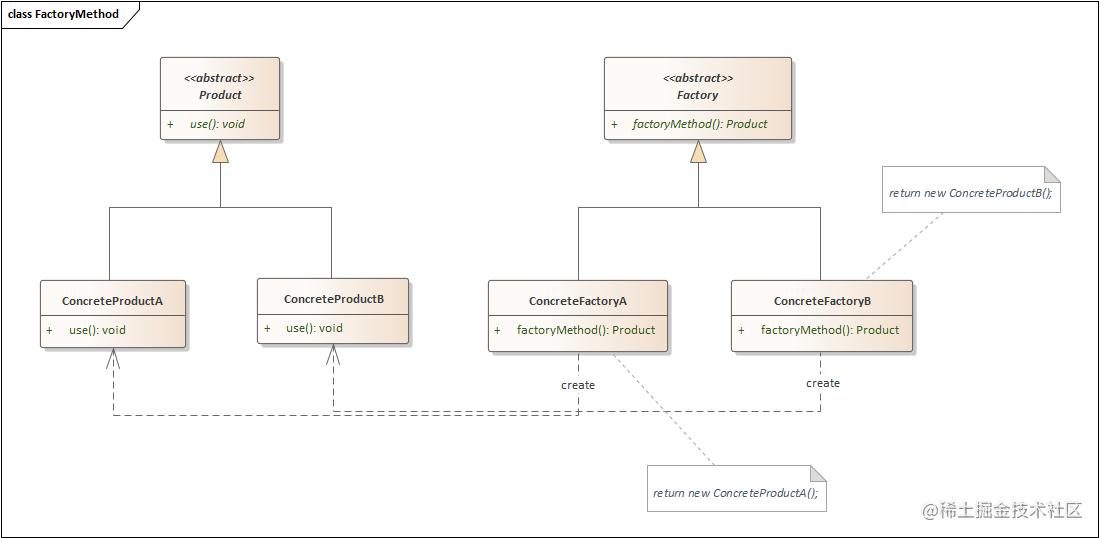 class FactoryMethod
<<abstract>>
Product
+ use(): void
<<abstract>>
Factory
+ factoryMethod(): Product
return new ConcreteProductB();
ConcreteProductA
+ use(): void
ConcreteProductB
+ use(): void
ConcreteFactoryA
+ factoryMethod(): Product
ConcreteFactoryB
+ factoryMethod(): Product
create
create
return new ConcreteProductA();
@稀土掘金技术社区